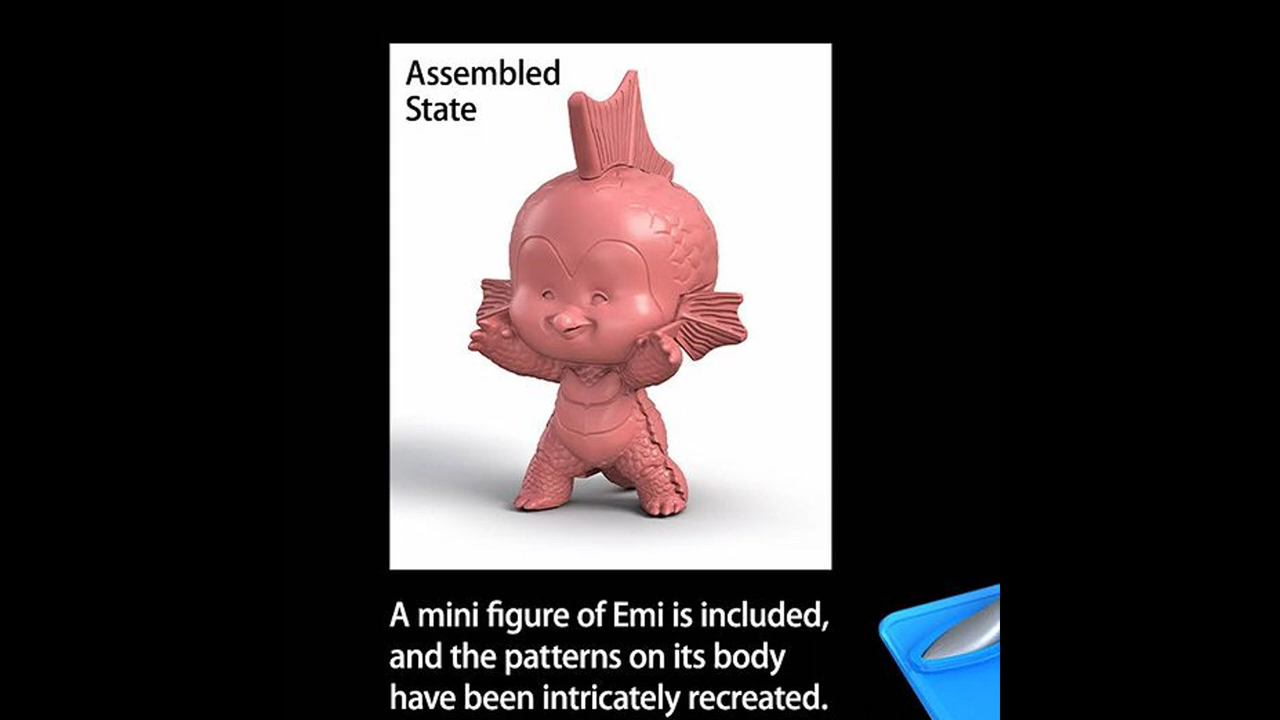 Assembled
State
A mini figure of Emi is included,
and the patterns on its body
have been intricately recreated.